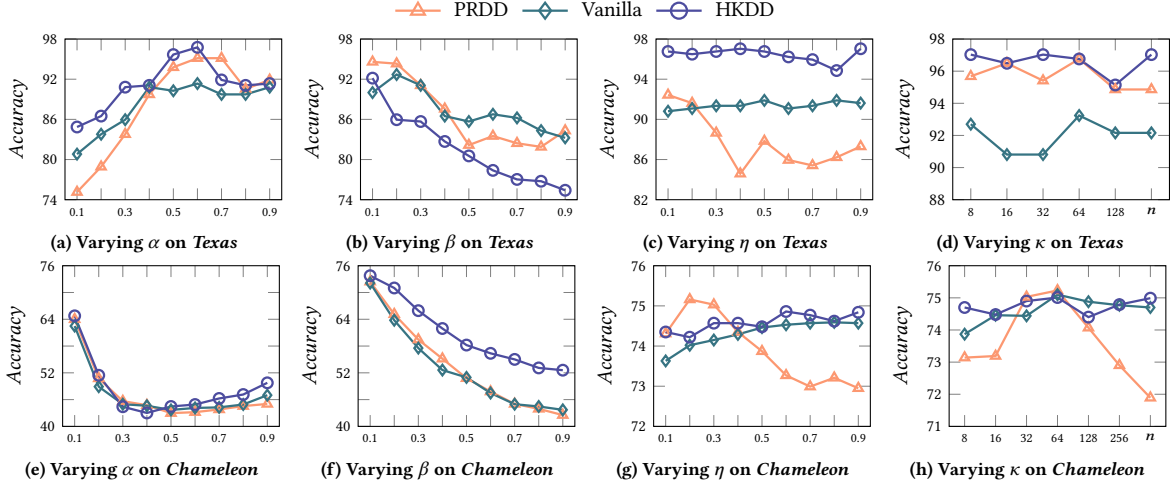 PRDD Vanilla HKDD
98 98 98 98
92 92 94 96
86 86 90 94
80 80 86 92
74 74 82 90
88
Accuracy Accuracy Accuracy Accuracy
0.1 0.3 0.5 0.7 0.9 0.1 0.3 0.5 0.7 0.9 0.1 0.3 0.5 0.7 0.9 8 16 32 64 128 n
(a) Varying α on Texas (b) Varying β on Texas (c) Varying η on Texas (d) Varying κ on Texas
76 76 76 76
64 64 75 75
52 52 74 74
40 40 73 73
72 72
71
Accuracy Accuracy Accuracy Accuracy
0.1 0.3 0.5 0.7 0.9 0.1 0.3 0.5 0.7 0.9 0.1 0.3 0.5 0.7 0.9 8 16 32 64 128 256 n
(e) Varying α on Chameleon (f) Varying β on Chameleon (g) Varying η on Chameleon (h) Varying κ on Chameleon